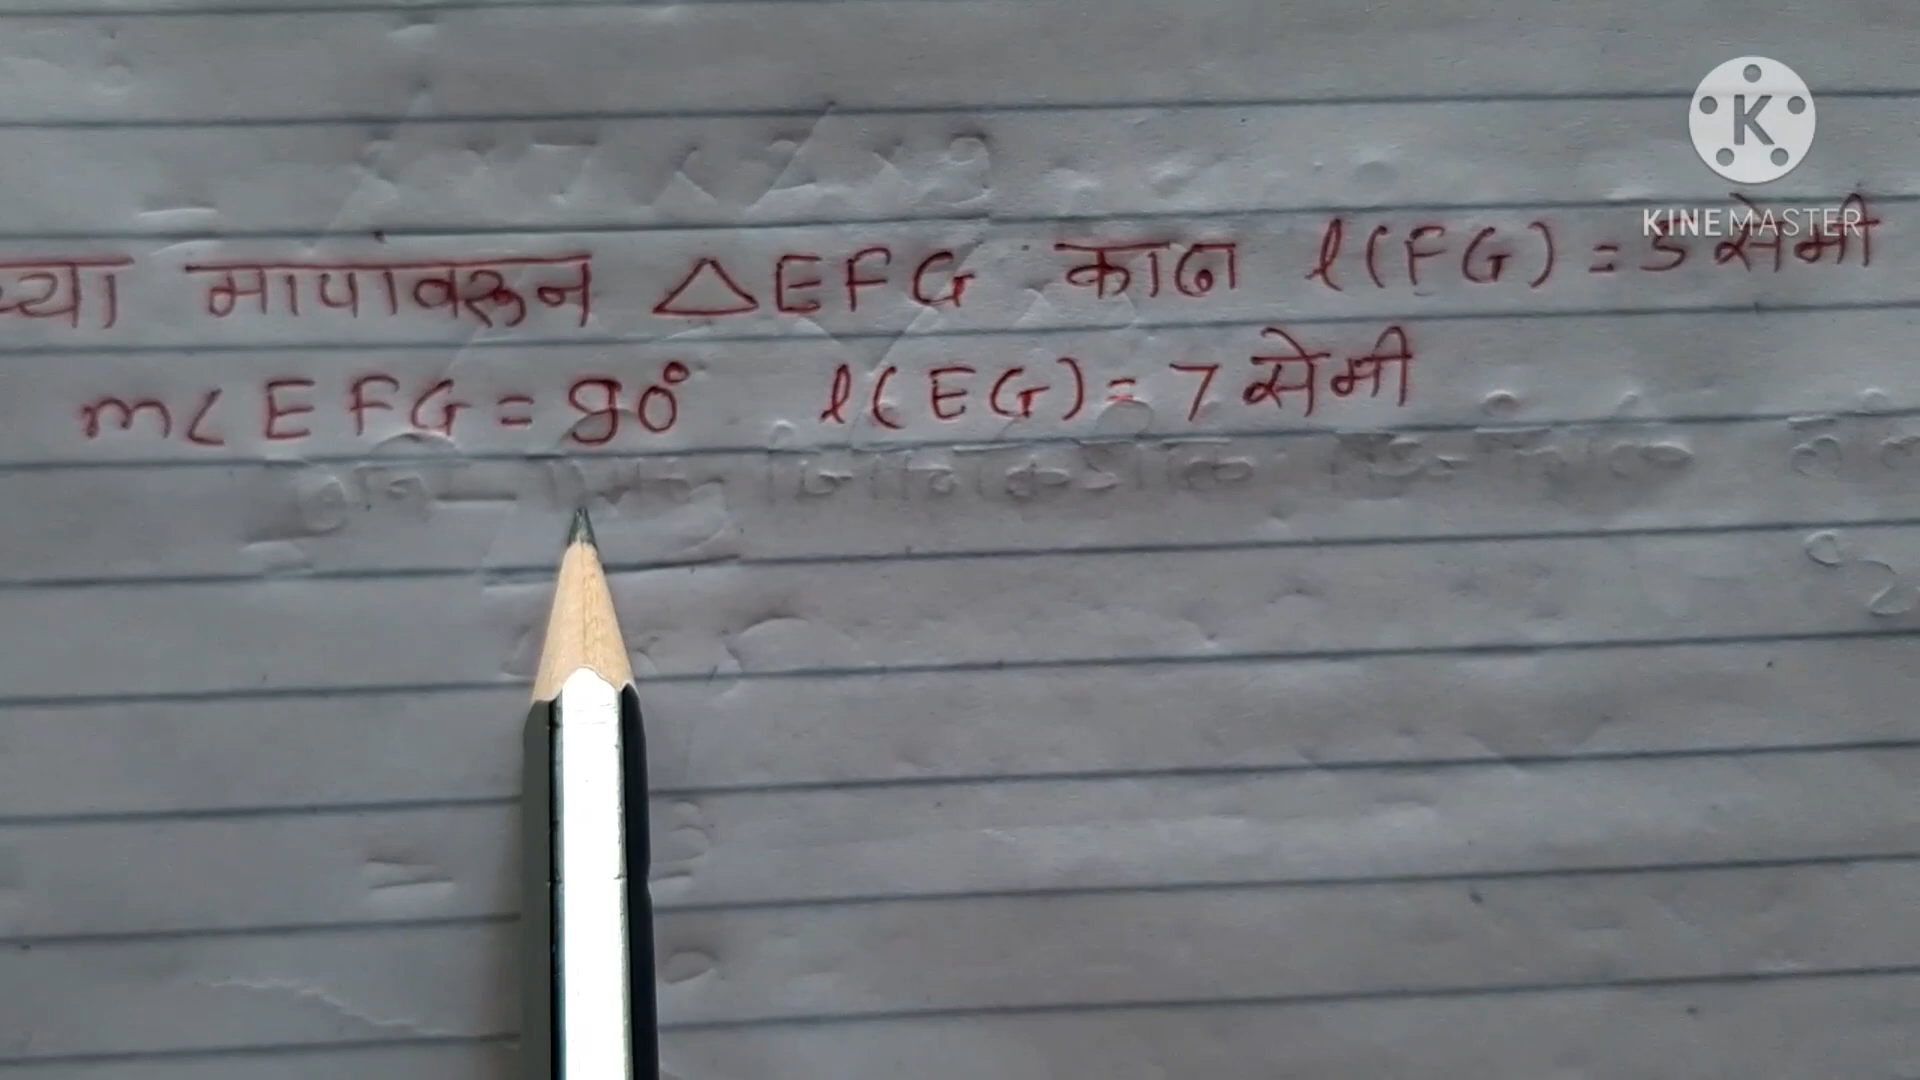 KINEMASTER
च्या मापांवरून △EFG काढा l(FG) = 5 सेमी
m∠EFG = 90° l(EG) = 7 सेमी